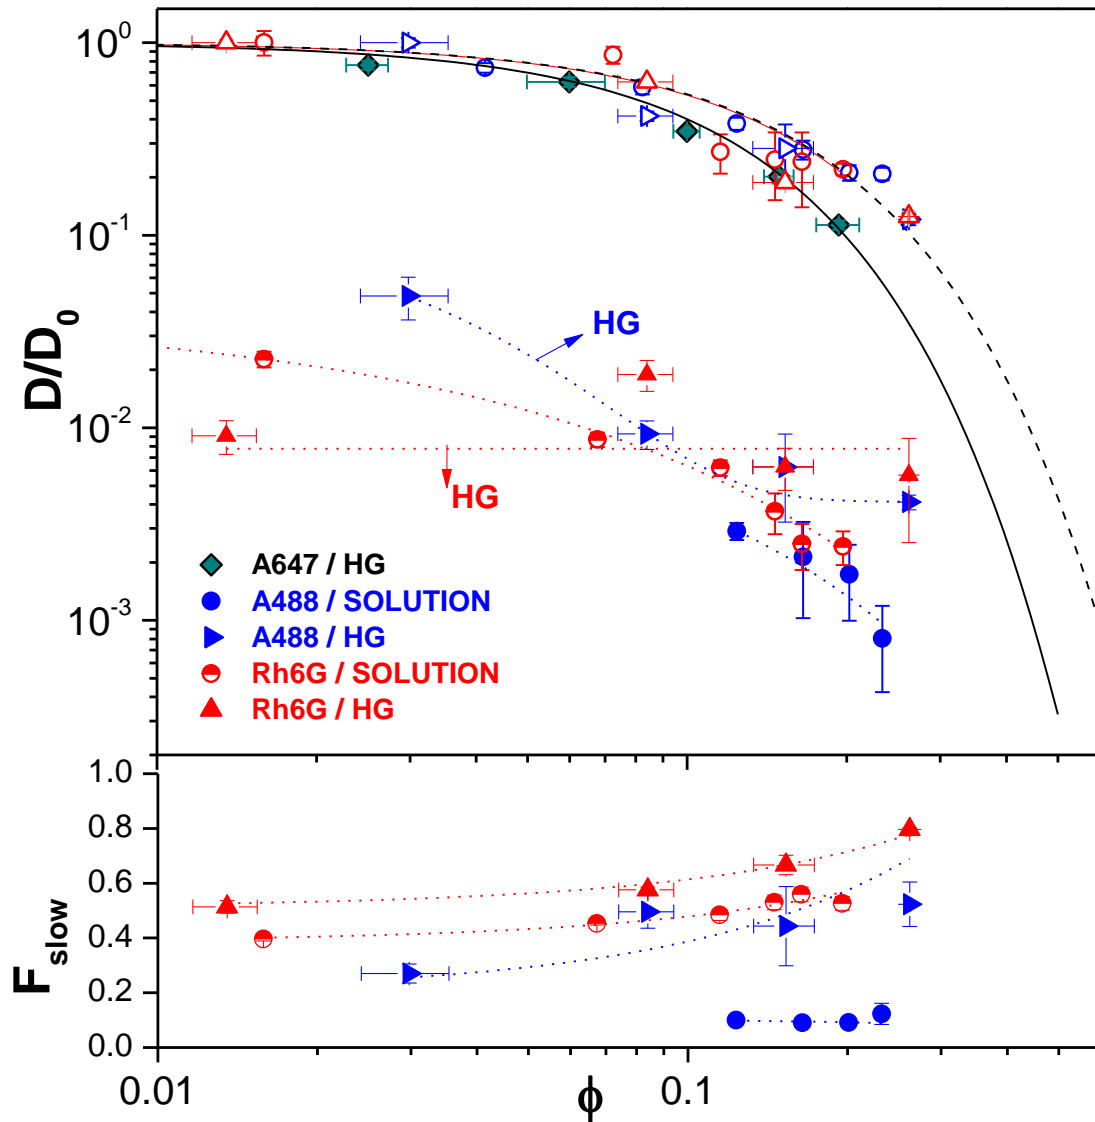 10^0
10^-1
D/D_0
HG
10^-2
HG
A647 / HG
A488 / SOLUTION
10^-3
A488 / HG
Rh6G / SOLUTION
Rh6G / HG
1.0
0.8
0.6
F_slow
0.4
0.2
0.0
0.01
ϕ
0.1